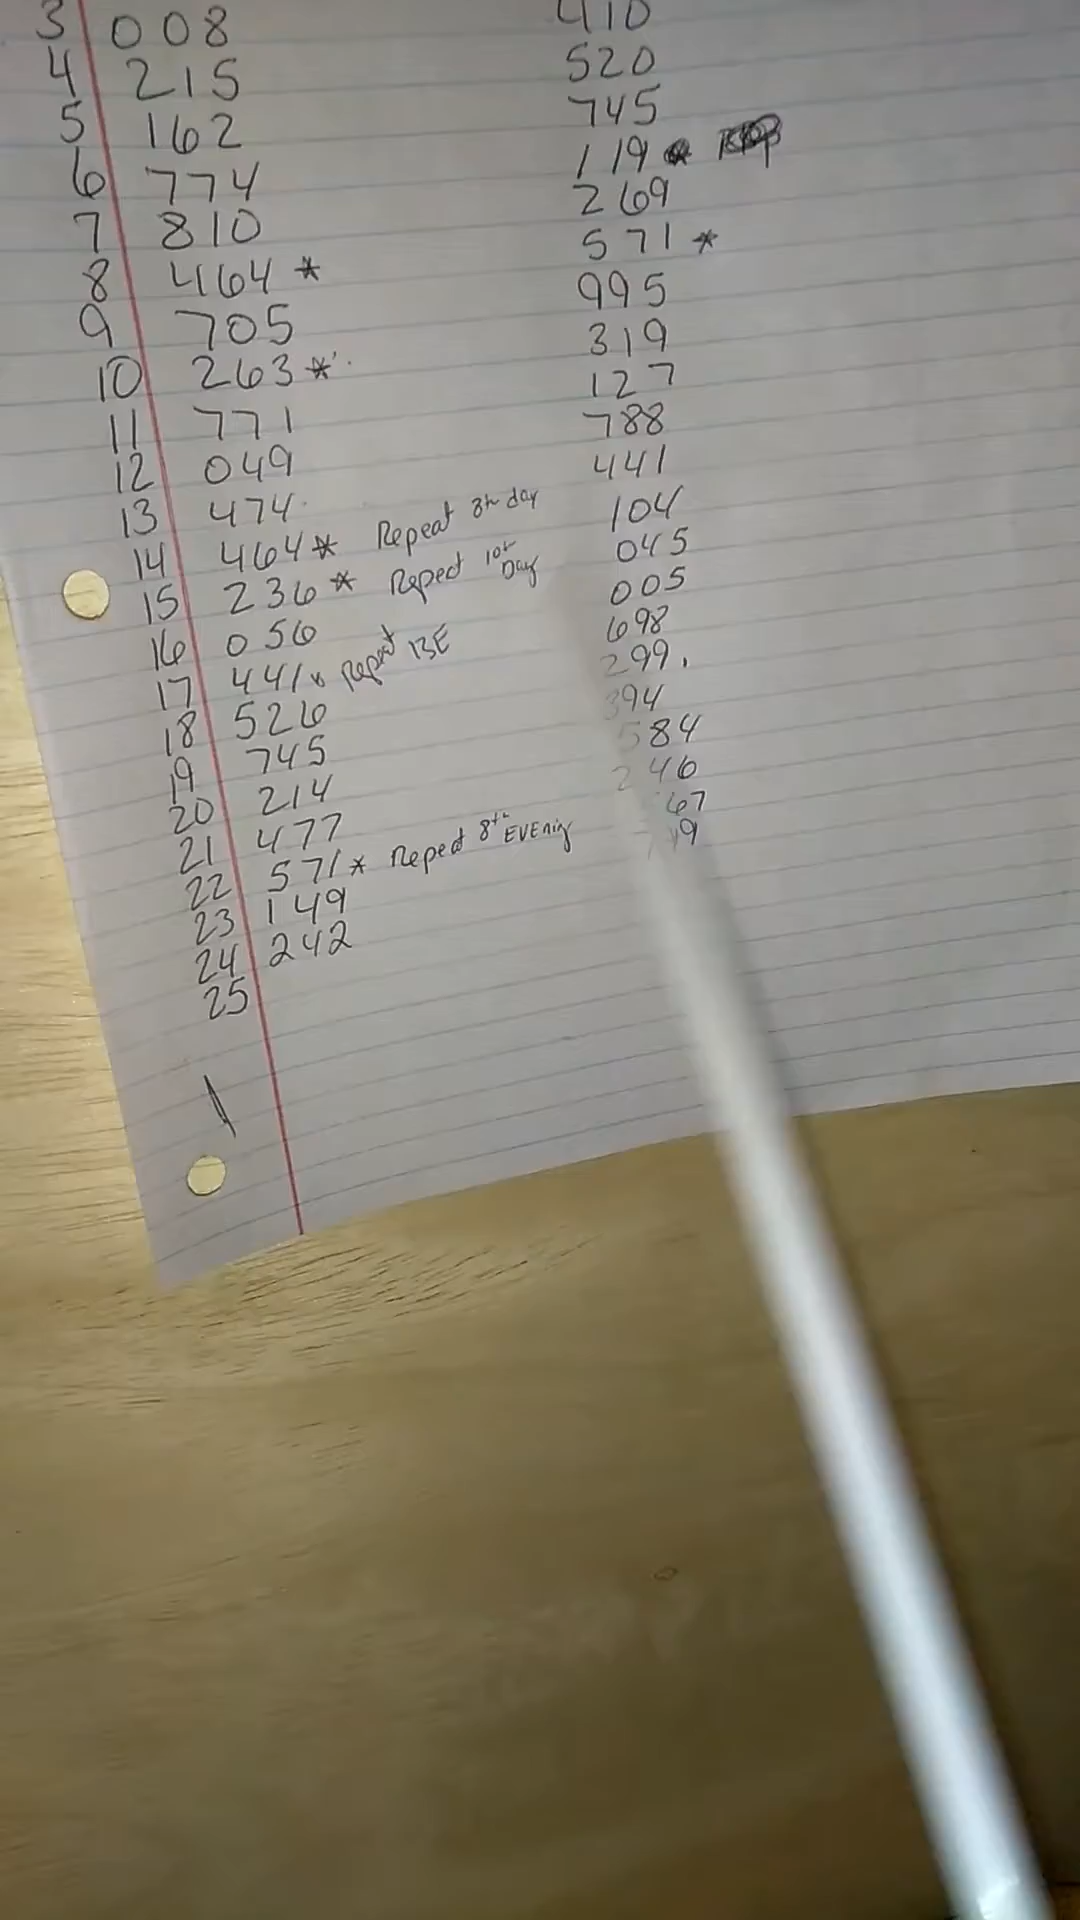 3 008 410
4 215 520
5 162 745
6 774 119
7 810 269
8 464 * 571 *
9 705 995
10 263 * 319
11 771 127
12 049 788
13 474 441
14 464 * Repeat 8th day 104
15 236 * Repeat 10th Day 045
16 056 005
17 441 * Repeat 13E 698
18 526 299.
19 745 394
20 214 584
21 477 246
22 571 * Repeat 8th EVEning
23 149
24 242
25